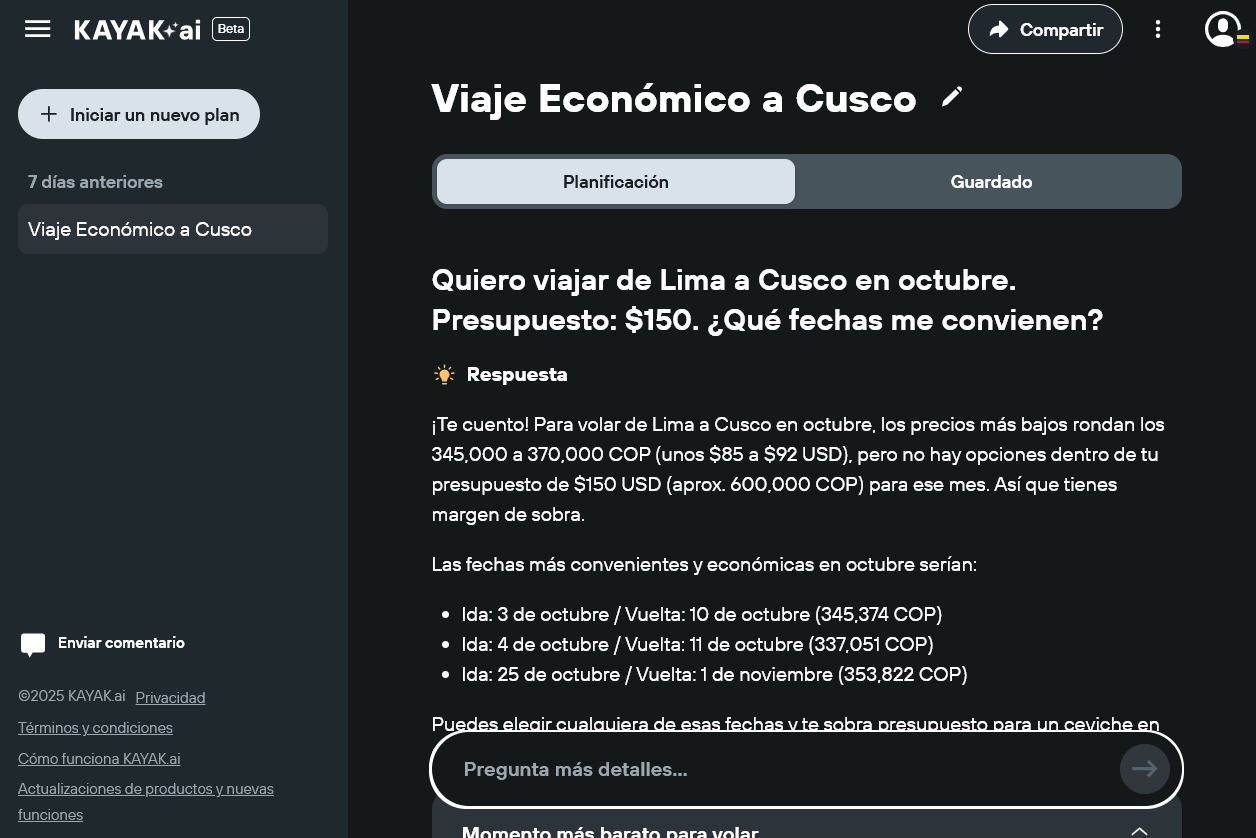 KAYAK ai Beta
Compartir
Iniciar un nuevo plan
7 días anteriores
Viaje Económico a Cusco
Viaje Económico a Cusco
Planificación
Guardado
Quiero viajar de Lima a Cusco en octubre.
Presupuesto: $150. ¿Qué fechas me convienen?
Respuesta
¡Te cuento! Para volar de Lima a Cusco en octubre, los precios más bajos rondan los
345,000 a 370,000 COP (unos $85 a $92 USD), pero no hay opciones dentro de tu
presupuesto de $150 USD (aprox. 600,000 COP) para ese mes. Así que tienes
margen de sobra.
Las fechas más convenientes y económicas en octubre serían:
• Ida: 3 de octubre / Vuelta: 10 de octubre (345,374 COP)
• Ida: 4 de octubre / Vuelta: 11 de octubre (337,051 COP)
• Ida: 25 de octubre / Vuelta: 1 de noviembre (353,822 COP)
Puedes elegir cualquiera de esas fechas y te sobra presupuesto para un ceviche en
Pregunta más detalles...
Momento más barato para volar
Enviar comentario
©2025 KAYAK.ai Privacidad
Términos y condiciones
Cómo funciona KAYAK.ai
Actualizaciones de productos y nuevas
funciones